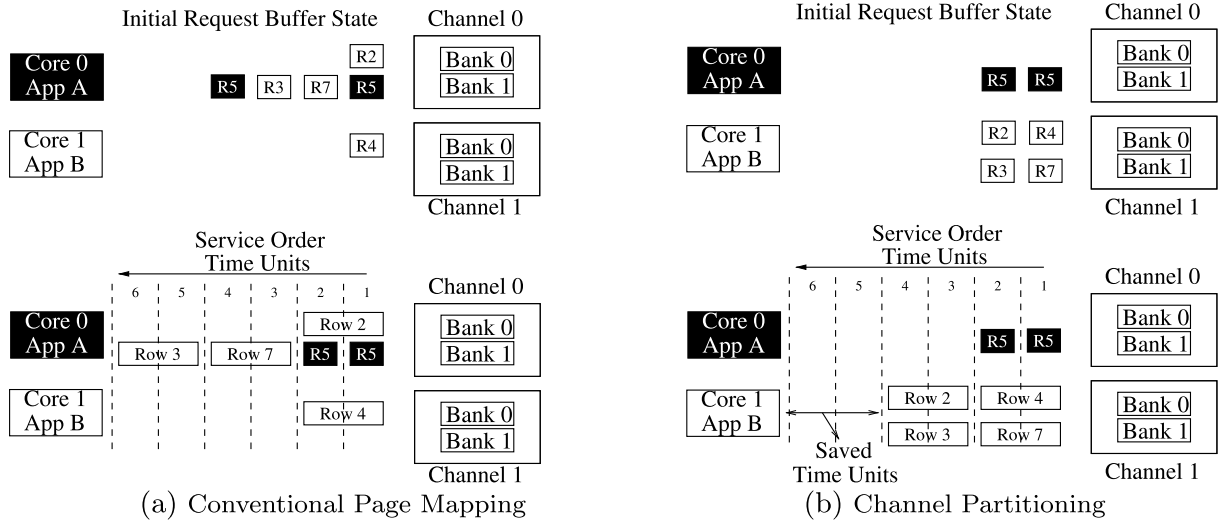 Initial Request Buffer State
Channel 0
Core 0
App A
R2
R5 R3 R7 R5
Bank 0
Bank 1
Core 1
App B
R4
Bank 0
Bank 1
Channel 1
Service Order
Time Units
6 5 4 3 2 1
Channel 0
Core 0
App A
Row 2
Row 3 Row 7 R5 R5
Bank 0
Bank 1
Core 1
App B
Row 4
Bank 0
Bank 1
Channel 1
(a) Conventional Page Mapping
Initial Request Buffer State
Channel 0
Core 0
App A
R5 R5
Bank 0
Bank 1
Core 1
App B
R2 R4
R3 R7
Bank 0
Bank 1
Channel 1
Service Order
Time Units
6 5 4 3 2 1
Channel 0
Core 0
App A
R5 R5
Bank 0
Bank 1
Core 1
App B
Row 2 Row 4
Row 3 Row 7
Saved
Time Units
Bank 0
Bank 1
Channel 1
(b) Channel Partitioning